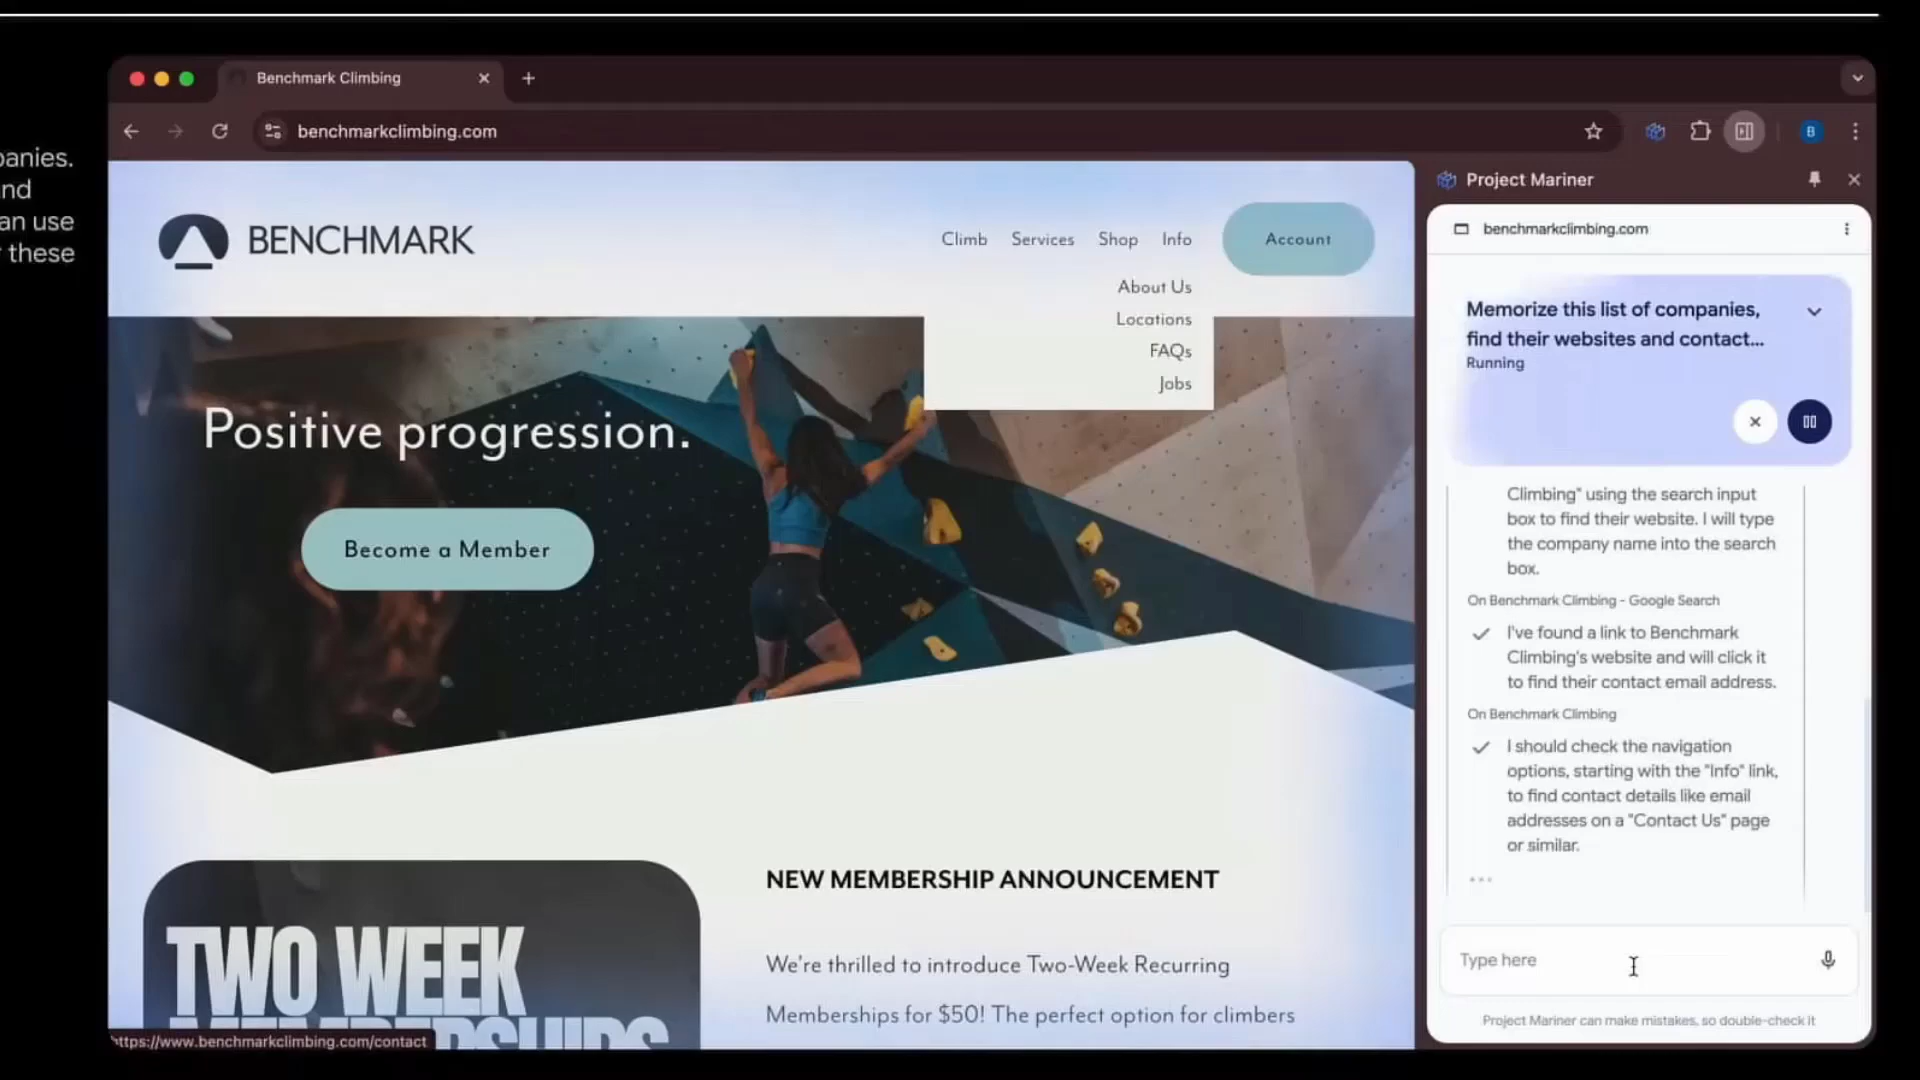 Benchmark Climbing
benchmarkclimbing.com
B
can use
these
BENCHMARK
Climb Services Shop Info
Account
About Us
Locations
FAQs
Jobs
Positive progression.
Become a Member
TWO WEEK
MEMBERSHIPS
NEW MEMBERSHIP ANNOUNCEMENT
We're thrilled to introduce Two-Week Recurring
Memberships for $50! The perfect option for climbers
https://www.benchmarkclimbing.com/contact
Project Mariner
benchmarkclimbing.com
Memorize this list of companies,
find their websites and contact...
Running
Climbing" using the search input
box to find their website. I will type
the company name into the search
box.
On Benchmark Climbing - Google Search
I've found a link to Benchmark
Climbing's website and will click it
to find their contact email address.
On Benchmark Climbing
I should check the navigation
options, starting with the "Info" link,
to find contact details like email
addresses on a "Contact Us" page
or similar.
Type here
Project Mariner can make mistakes, so double-check it